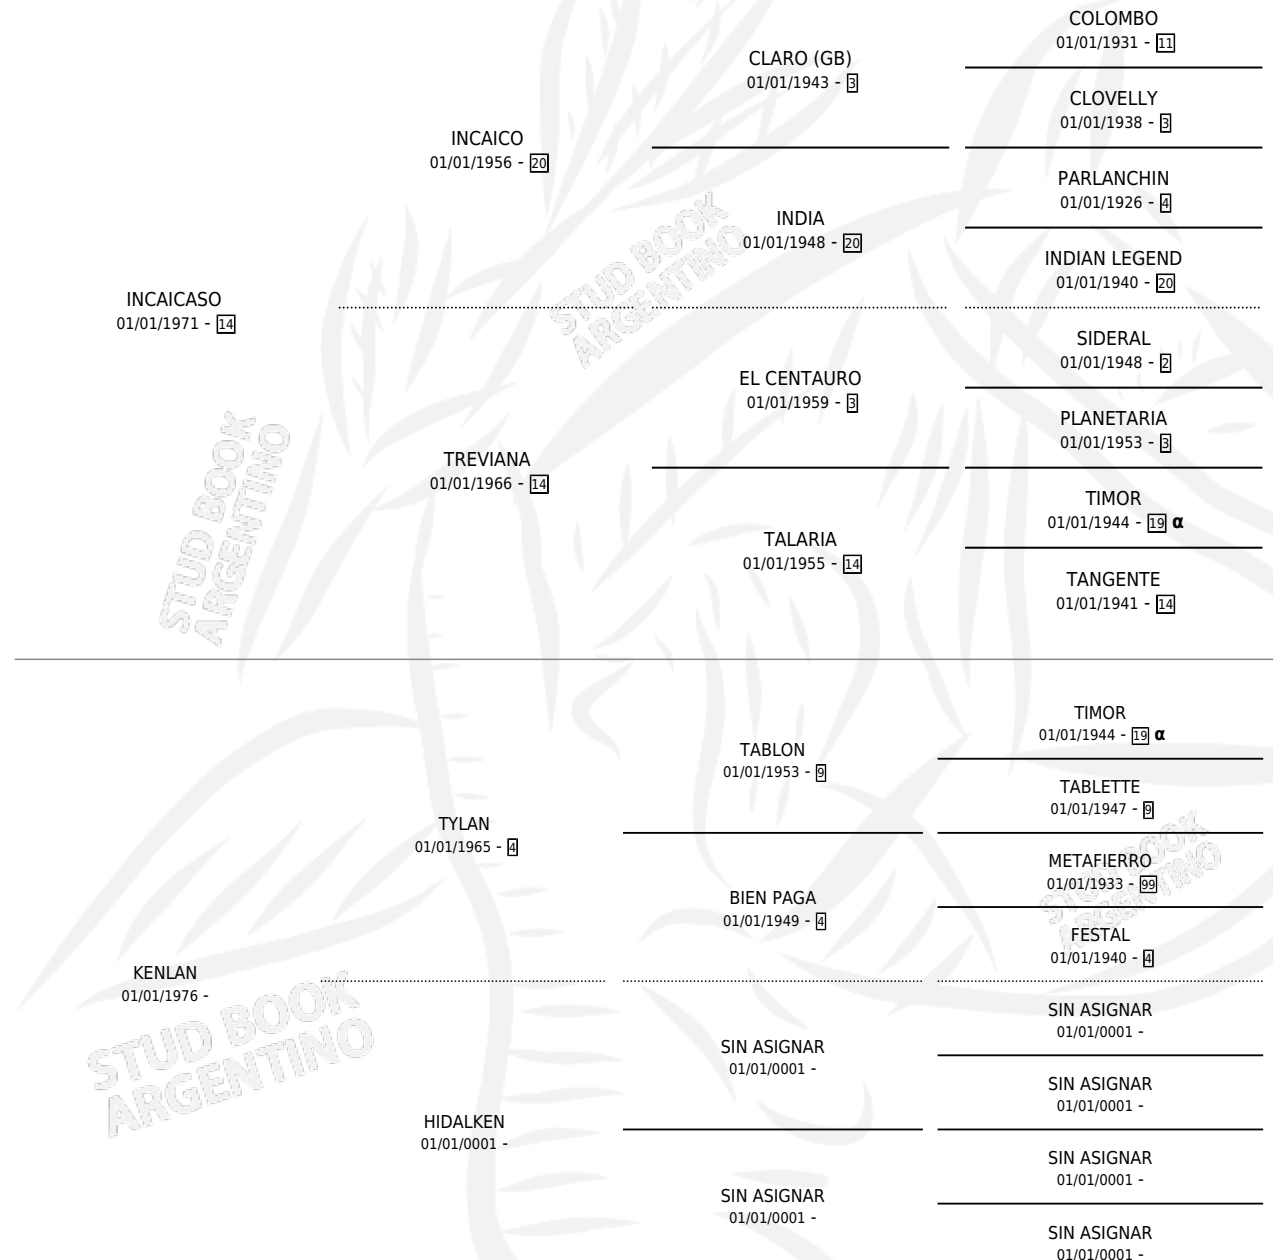 COLOMBO
01/01/1931 - 11
CLARO (GB)
01/01/1943 - 3
CLOVELLY
01/01/1938 - 3
INCAICO
01/01/1956 - 20
PARLANCHIN
01/01/1926 - 4
INDIA
01/01/1948 - 20
INDIAN LEGEND
01/01/1940 - 20
STUD BOOK
ARGENTINO
INCAICASO
01/01/1971 - 14
SIDERAL
01/01/1948 - 2
EL CENTAURO
01/01/1959 - 3
PLANETARIA
01/01/1953 - 3
TREVIANA
01/01/1966 - 14
TIMOR
01/01/1944 - 19 α
TALARIA
01/01/1955 - 14
TANGENTE
01/01/1941 - 14
STUD BOOK
ARGENTINO
TIMOR
01/01/1944 - 19 α
TABLON
01/01/1953 - 9
TABLETTE
01/01/1947 - 9
TYLAN
01/01/1965 - 4
METAFIERRO
01/01/1933 - 99
BIEN PAGA
01/01/1949 - 4
FESTAL
01/01/1940 - 4
STUD BOOK
ARGENTINO
KENLAN
01/01/1976 -
SIN ASIGNAR
01/01/0001 -
SIN ASIGNAR
01/01/0001 -
SIN ASIGNAR
01/01/0001 -
STUD BOOK
ARGENTINO
HIDALKEN
01/01/0001 -
SIN ASIGNAR
01/01/0001 -
SIN ASIGNAR
01/01/0001 -
SIN ASIGNAR
01/01/0001 -